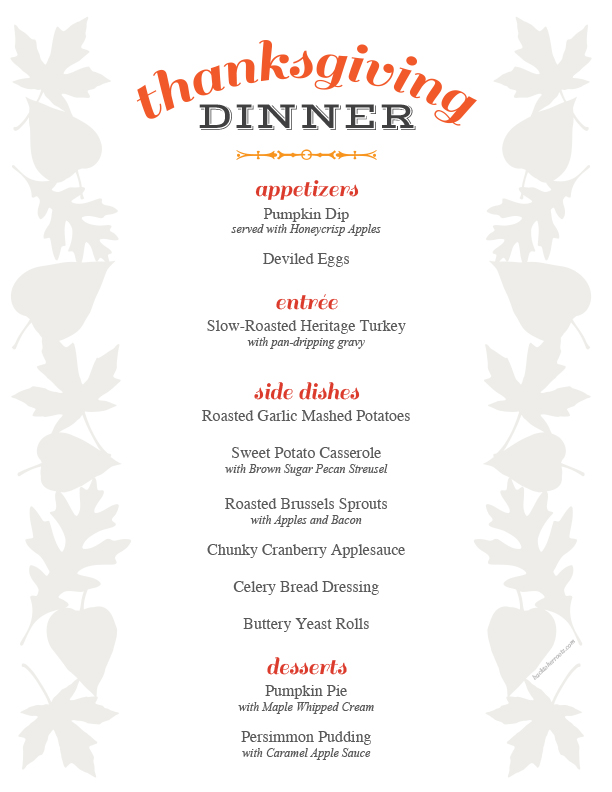 thanksgiving
DINNER
appetizers
Pumpkin Dip
served with Honeycrisp Apples
Deviled Eggs
entrée
Slow-Roasted Heritage Turkey
with pan-dripping gravy
side dishes
Roasted Garlic Mashed Potatoes
Sweet Potato Casserole
with Brown Sugar Pecan Streusel
Roasted Brussels Sprouts
with Apples and Bacon
Chunky Cranberry Applesauce
Celery Bread Dressing
Buttery Yeast Rolls
desserts
Pumpkin Pie
with Maple Whipped Cream
Persimmon Pudding
with Caramel Apple Sauce